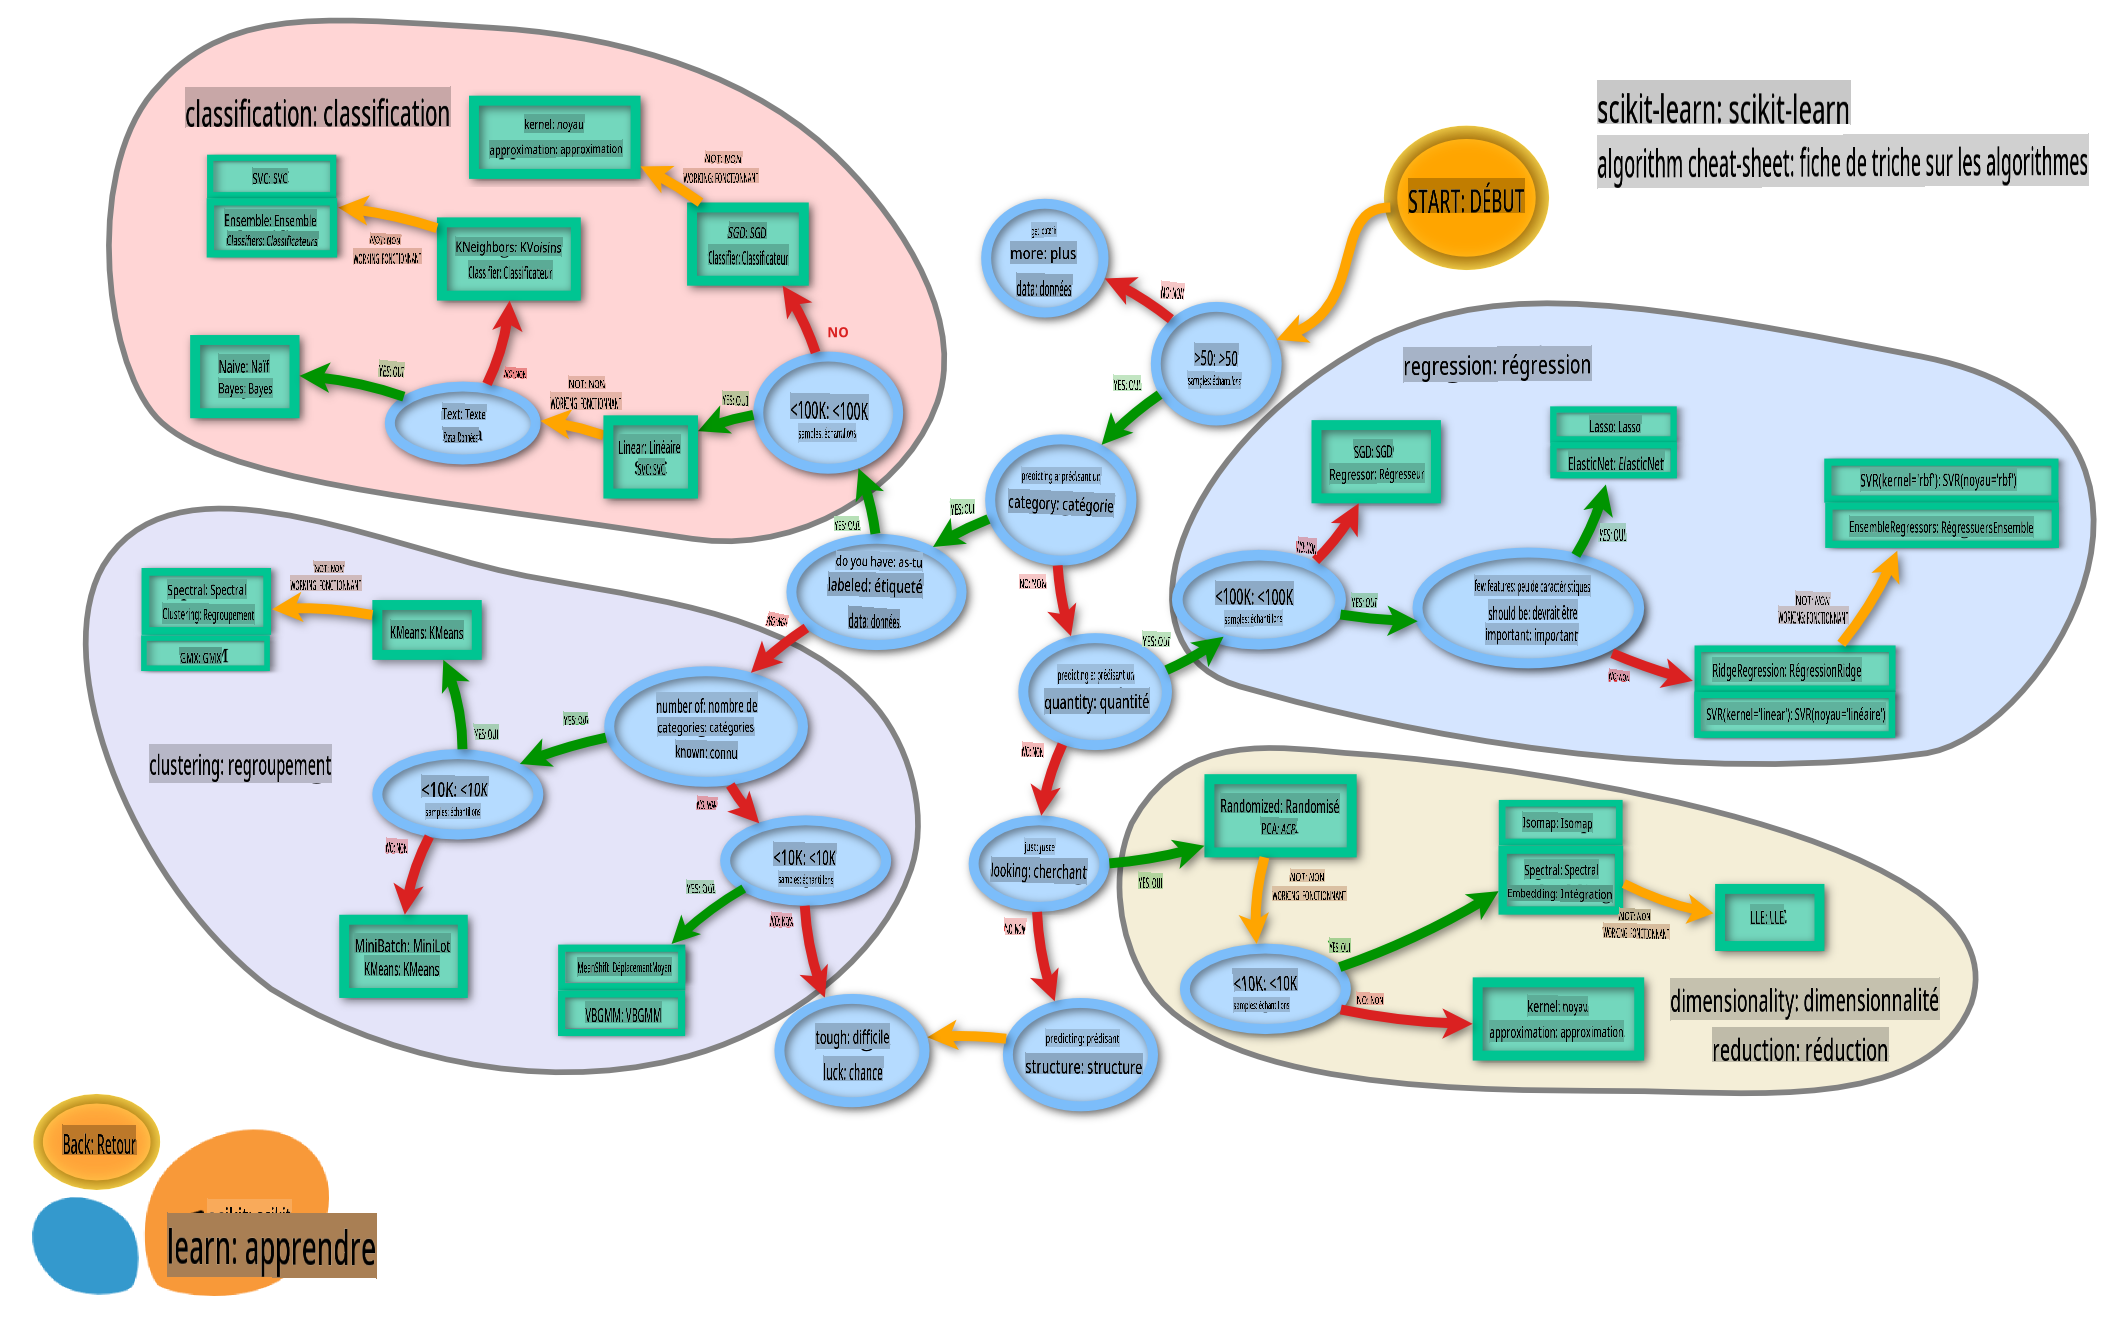 scikit-learn: scikit-learn
algorithm cheat-sheet: fiche de triche sur les algorithmes
START: DÉBUT
more: plus
data: données
NO: NON
>50: >50
samples: échantillons
YES: OUI
predicting a: prédisant un
category: catégorie
YES: OUI
NO: NON
do you have: as-tu
labeled: étiqueté
data: données
YES: OUI
NO: NON
predicting a: prédisant un
quantity: quantité
YES: OUI
NO: NON
just: juste
looking: cherchant
YES: OUI
NO: NON
predicting: prédisant
structure: structure
tough: difficile
luck: chance
classification: classification
kernel: noyau
approximation: approximation
NOT: NON
WORKING: FONCTIONNANT
SVC: SVC
Ensemble: Ensemble
Classifiers: Classificateurs
NOT: NON
WORKING: FONCTIONNANT
KNeighbors: KVoisins
Classifier: Classificateur
SGD: SGD
Classifier: Classificateur
NO
Naive: Naïf
Bayes: Bayes
YES: OUI
NO: NON
Text: Texte
Data: Données
NOT: NON
WORKING: FONCTIONNANT
Linear: Linéaire
SVC: SVC
YES: OUI
<100K: <100K
samples: échantillons
regression: régression
SGD: SGD
Regressor: Régresseur
Lasso: Lasso
ElasticNet: ElasticNet
SVR(kernel='rbf'): SVR(noyau='rbf')
EnsembleRegressors: RégressuersEnsemble
NO: NON
YES: OUI
<100K: <100K
samples: échantillons
YES: OUI
few features: peu de caractéristiques
should be: devrait être
important: important
NOT: NON
WORKING: FONCTIONNANT
NO: NON
RidgeRegression: RégressionRidge
SVR(kernel='linear'): SVR(noyau='linéaire')
clustering: regroupement
Spectral: Spectral
Clustering: Regroupement
GMX: GMX
NOT: NON
WORKING: FONCTIONNANT
KMeans: KMeans
YES: OUI
number of: nombre de
categories: catégories
known: connu
YES: OUI
NO: NON
<10K: <10K
samples: échantillons
NO: NON
<10K: <10K
samples: échantillons
YES: OUI
NO: NON
MiniBatch: MiniLot
KMeans: KMeans
MeanShift: DéplacementMoyen
VBGMM: VBGMM
Randomized: Randomisé
PCA: ACP
NOT: NON
WORKING: FONCTIONNANT
Isomap: Isomap
Spectral: Spectral
Embedding: Intégration
NOT: NON
WORKING: FONCTIONNANT
LLE: LLE
YES: OUI
<10K: <10K
samples: échantillons
NO: NON
kernel: noyau
approximation: approximation
dimensionality: dimensionnalité
reduction: réduction
Back: Retour
learn: apprendre